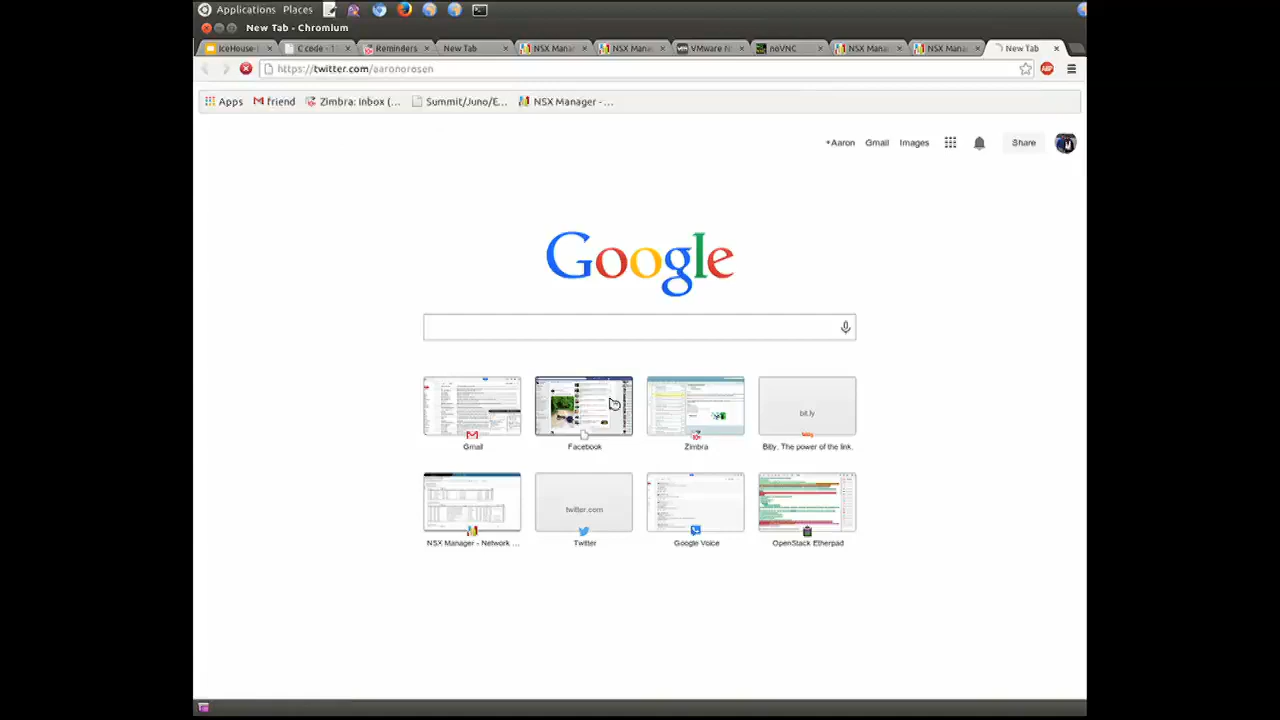 Applications Places
New Tab - Chromium
IceHouse- C code - 1 Reminders New Tab NSX Mana NSX Mana VMware N noVNC NSX Mana NSX Mana New Tab
https://twitter.com/aaronorosen
Apps friend Zimbra: Inbox (... Summit/Juno/E... NSX Manager - ...
+Aaron Gmail Images Share
Google
bit.ly
Gmail Facebook Zimbra Bitly. The power of the link.
twitter.com
NSX Manager - Network ... Twitter Google Voice OpenStack Etherpad